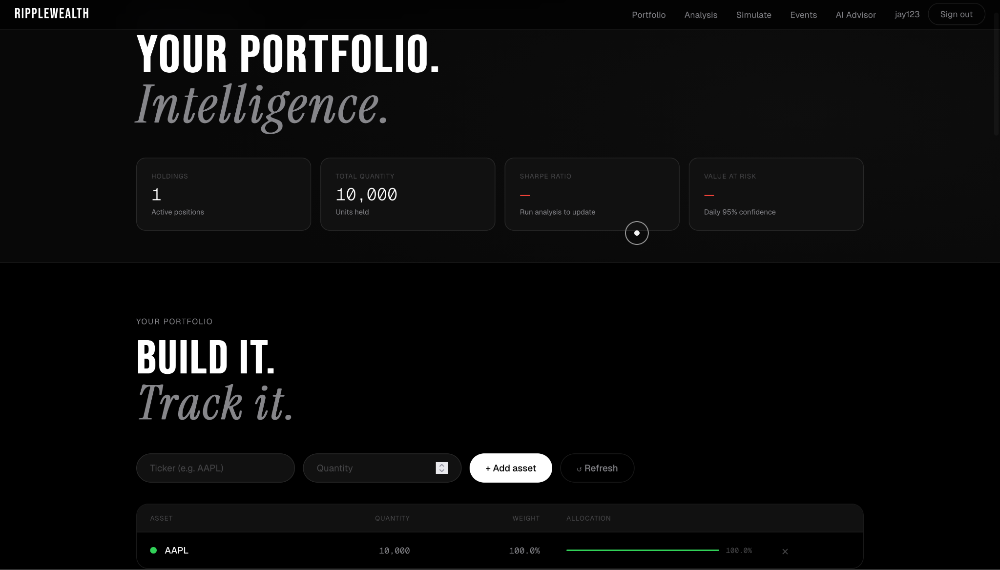 RIPPLEWEALTH
Portfolio Analysis Simulate Events AI Advisor jay123 Sign out
YOUR PORTFOLIO.
Intelligence.
HOLDINGS
1
Active positions
TOTAL QUANTITY
10,000
Units held
SHARPE RATIO
—
Run analysis to update
VALUE AT RISK
—
Daily 95% confidence
YOUR PORTFOLIO
BUILD IT.
Track it.
Ticker (e.g. AAPL) Quantity + Add asset ↺ Refresh
ASSET QUANTITY WEIGHT ALLOCATION
AAPL 10,000 100.0% 100.0% ×